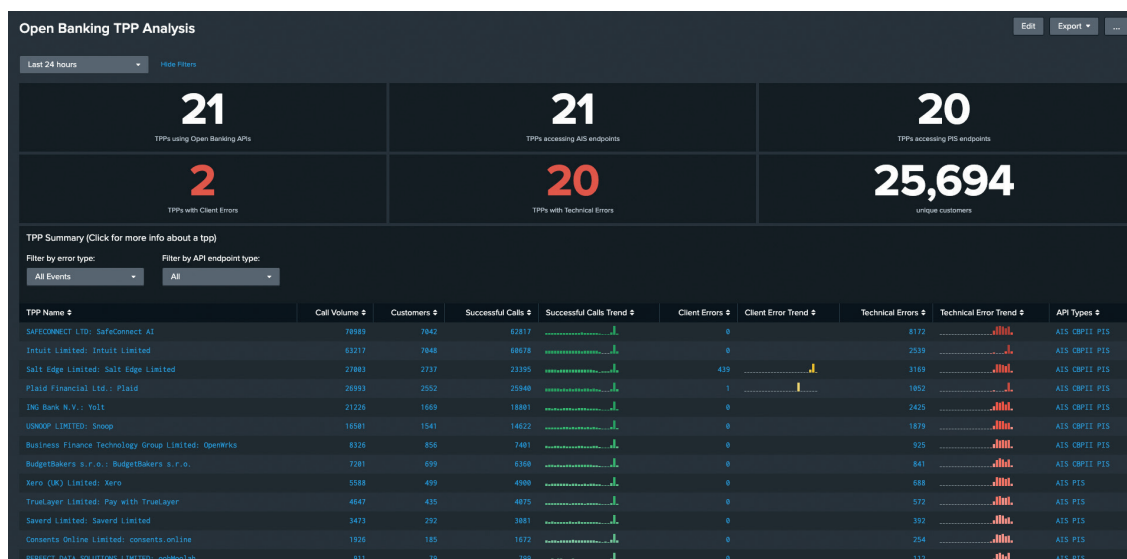 Open Banking TPP Analysis
Edit Export ...
Last 24 hours Hide Filters
21 21 20
TPPs using Open Banking APIs TPPs accessing AIS endpoints TPPs accessing PIS endpoints
2 20 25,694
TPPs with Client Errors TPPs with Technical Errors unique customers
TPP Summary (Click for more info about a tpp)
Filter by error type: Filter by API endpoint type:
All Events All
TPP Name Call Volume Customers Successful Calls Successful Calls Trend Client Errors Client Error Trend Technical Errors Technical Error Trend API Types
SAFECONNECT LTD: SafeConnect AI 70989 7042 62817 0 8172 AIS CBPII PIS
Intuit Limited: Intuit Limited 63217 7048 60678 0 2539 AIS CBPII PIS
Salt Edge Limited: Salt Edge Limited 27003 2737 23395 439 3169 AIS CBPII PIS
Plaid Financial Ltd.: Plaid 26993 2552 25940 1 1052 AIS CBPII PIS
ING Bank N.V.: Yolt 21226 1669 18801 0 2425 AIS CBPII PIS
USNOOP LIMITED: Snoop 16501 1541 14622 0 1879 AIS CBPII PIS
Business Finance Technology Group Limited: OpenWrks 8326 856 7401 0 925 AIS CBPII PIS
BudgetBakers s.r.o.: BudgetBakers s.r.o. 7201 699 6360 0 841 AIS CBPII PIS
Xero (UK) Limited: Xero 5588 499 4900 0 688 AIS PIS
TrueLayer Limited: Pay with TrueLayer 4647 435 4075 0 572 AIS PIS
Saverd Limited: Saverd Limited 3473 292 3081 0 392 AIS PIS
Consents Online Limited: consents.online 1926 185 1672 0 254 AIS PIS
PERFECT DATA SOLUTIONS LIMITED: 911 79 799 0 112 AIS PIS